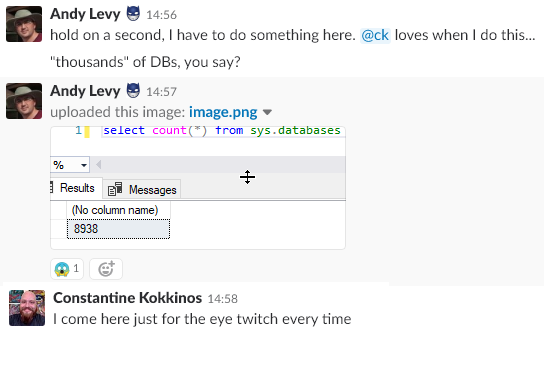 Andy Levy 14:56
hold on a second, I have to do something here. @ck loves when I do this...
"thousands" of DBs, you say?
Andy Levy 14:57
uploaded this image: image.png
1 select count(*) from sys.databases
%
Results Messages
(No column name)
8938
1
Constantine Kokkinos 14:58
I come here just for the eye twitch every time